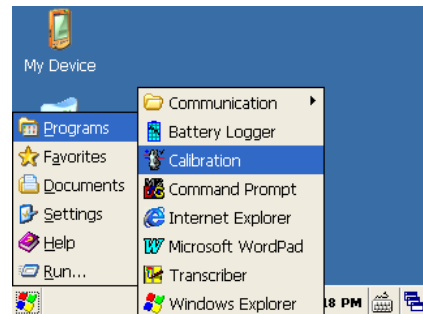 My Device
Programs
Favorites
Documents
Settings
Help
Run...
Communication
Battery Logger
Calibration
Command Prompt
Internet Explorer
Microsoft WordPad
Transcriber
Windows Explorer
18 PM